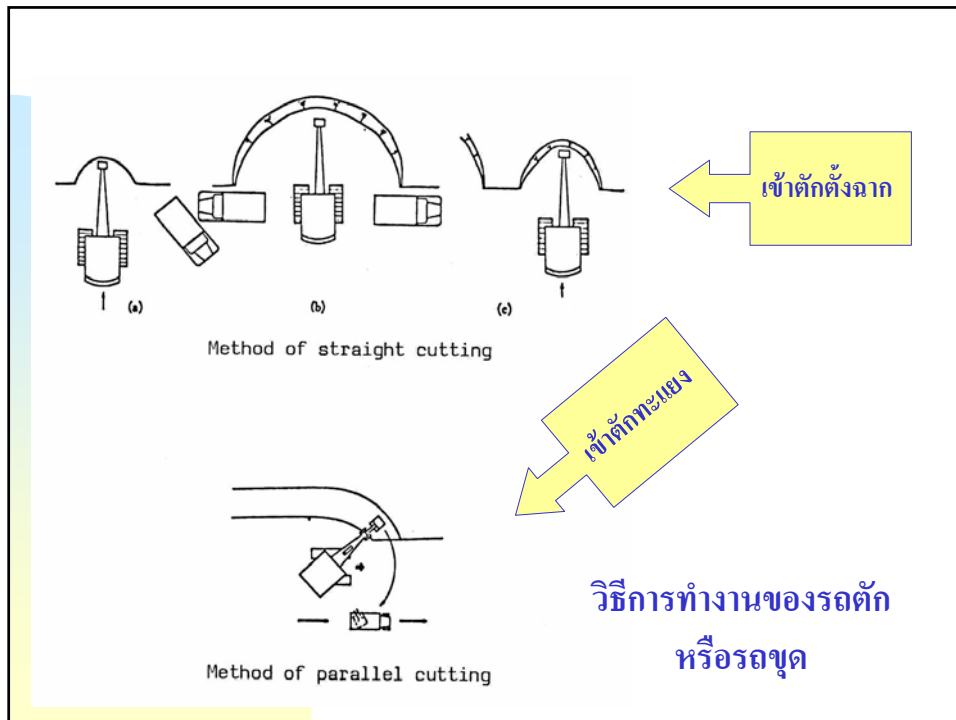 (a)
(b)
(c)
Method of straight cutting
เข้าตักตั้งฉาก
เข้าตักทะแยง
Method of parallel cutting
วิธีการทำงานของรถตัก
หรือรถขุด